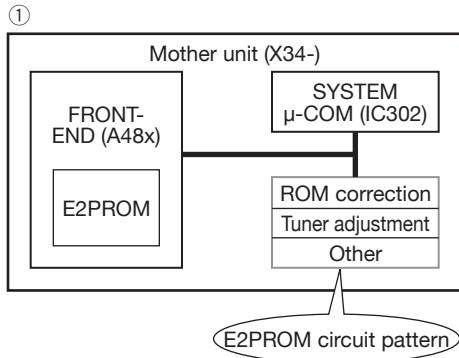 ①
Mother unit (X34-)
FRONT-
END (A48x)
E2PROM
SYSTEM
μ-COM (IC302)
ROM correction
Tuner adjustment
Other
E2PROM circuit pattern